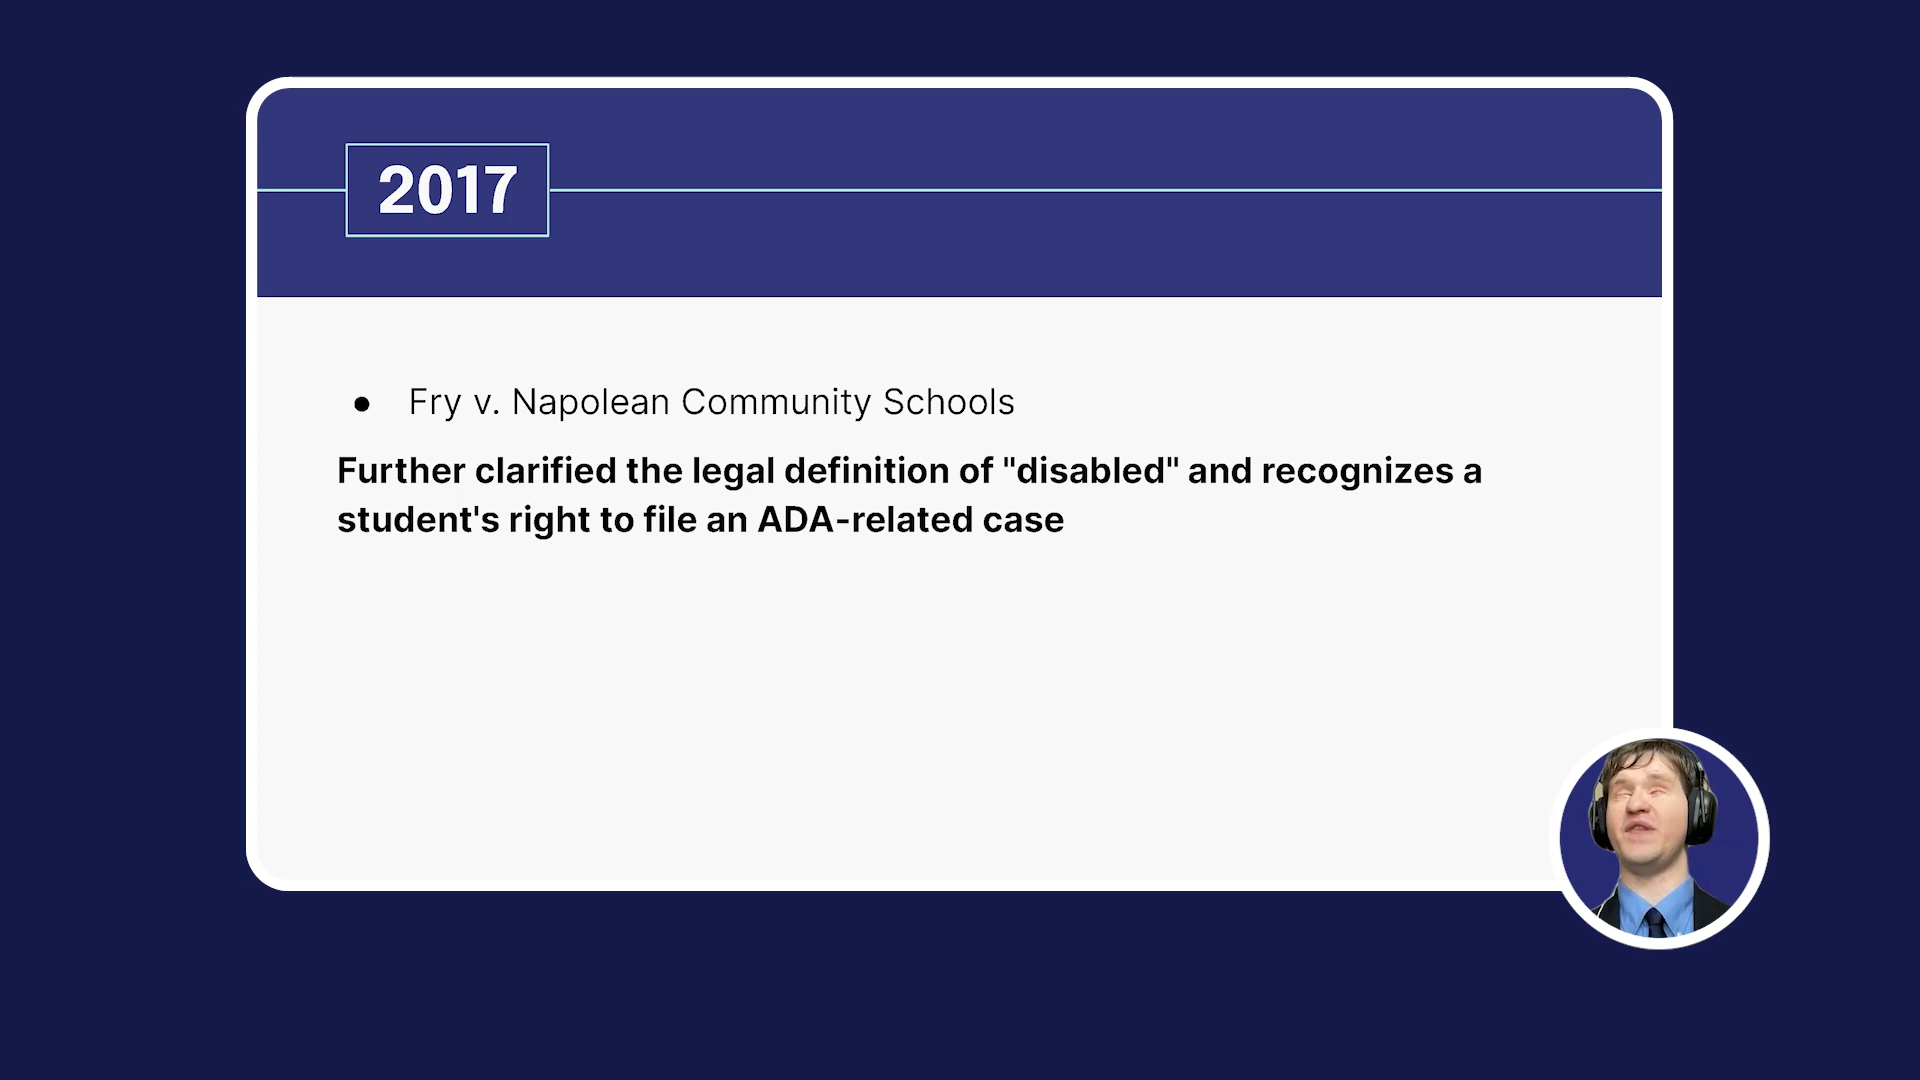 2017
● Fry v. Napolean Community Schools
Further clarified the legal definition of "disabled" and recognizes a
student's right to file an ADA-related case